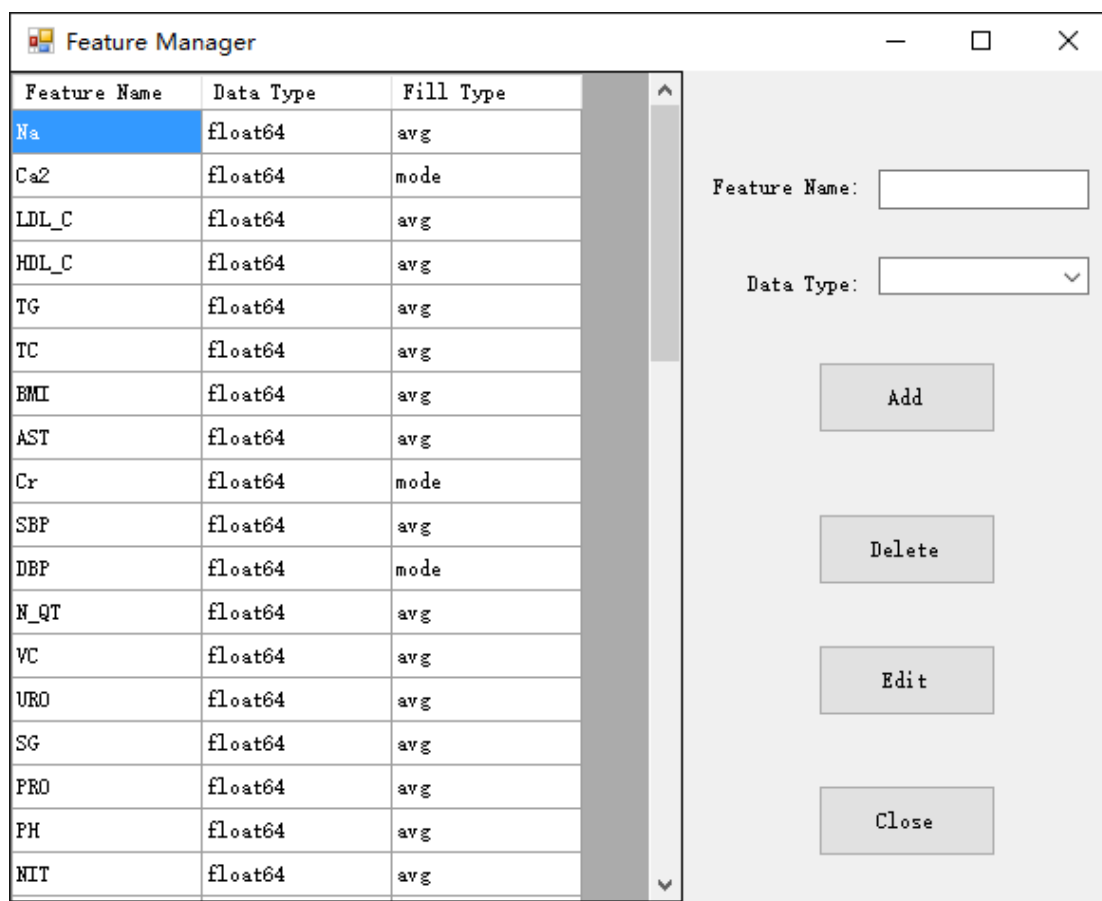 Feature Manager
Feature Name Data Type Fill Type
Na float64 avg
Ca2 float64 mode
LDL_C float64 avg
HDL_C float64 avg
TG float64 avg
TC float64 avg
BMI float64 avg
AST float64 avg
Cr float64 mode
SBP float64 avg
DBP float64 mode
N_QT float64 avg
VC float64 avg
URO float64 avg
SG float64 avg
PRO float64 avg
PH float64 avg
NIT float64 avg
Feature Name:
Data Type:
Add
Delete
Edit
Close